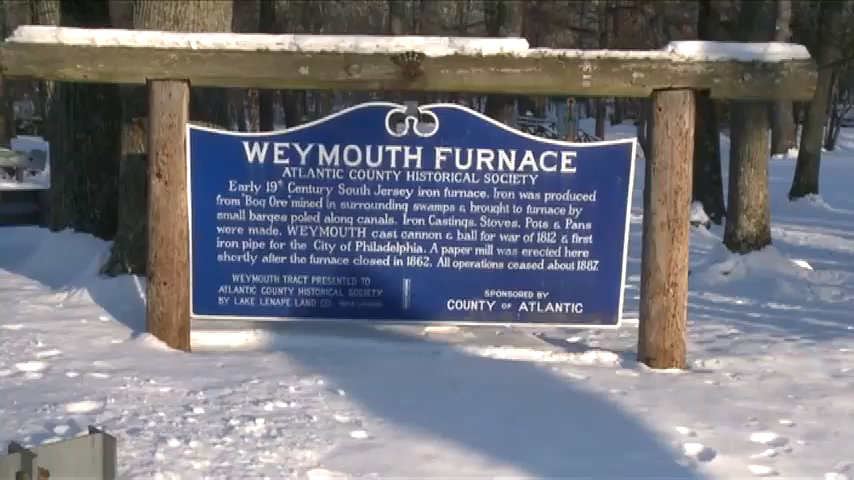 WEYMOUTH FURNACE
ATLANTIC COUNTY HISTORICAL SOCIETY
Early 19th Century South Jersey iron furnace. Iron was produced
from "Bog Ore" mined in surrounding swamps & brought to furnace by
small barges poled along canals. Iron Castings, Stoves, Pots & Pans
were made. WEYMOUTH cast cannon & ball for war of 1812 & first
iron pipe for the City of Philadelphia. A paper mill was erected here
shortly after the furnace closed in 1862. All operations ceased about 1887.
WEYMOUTH TRACT PRESENTED TO
ATLANTIC COUNTY HISTORICAL SOCIETY
BY LAKE LENAPE LAND CO.
SPONSORED BY
COUNTY OF ATLANTIC